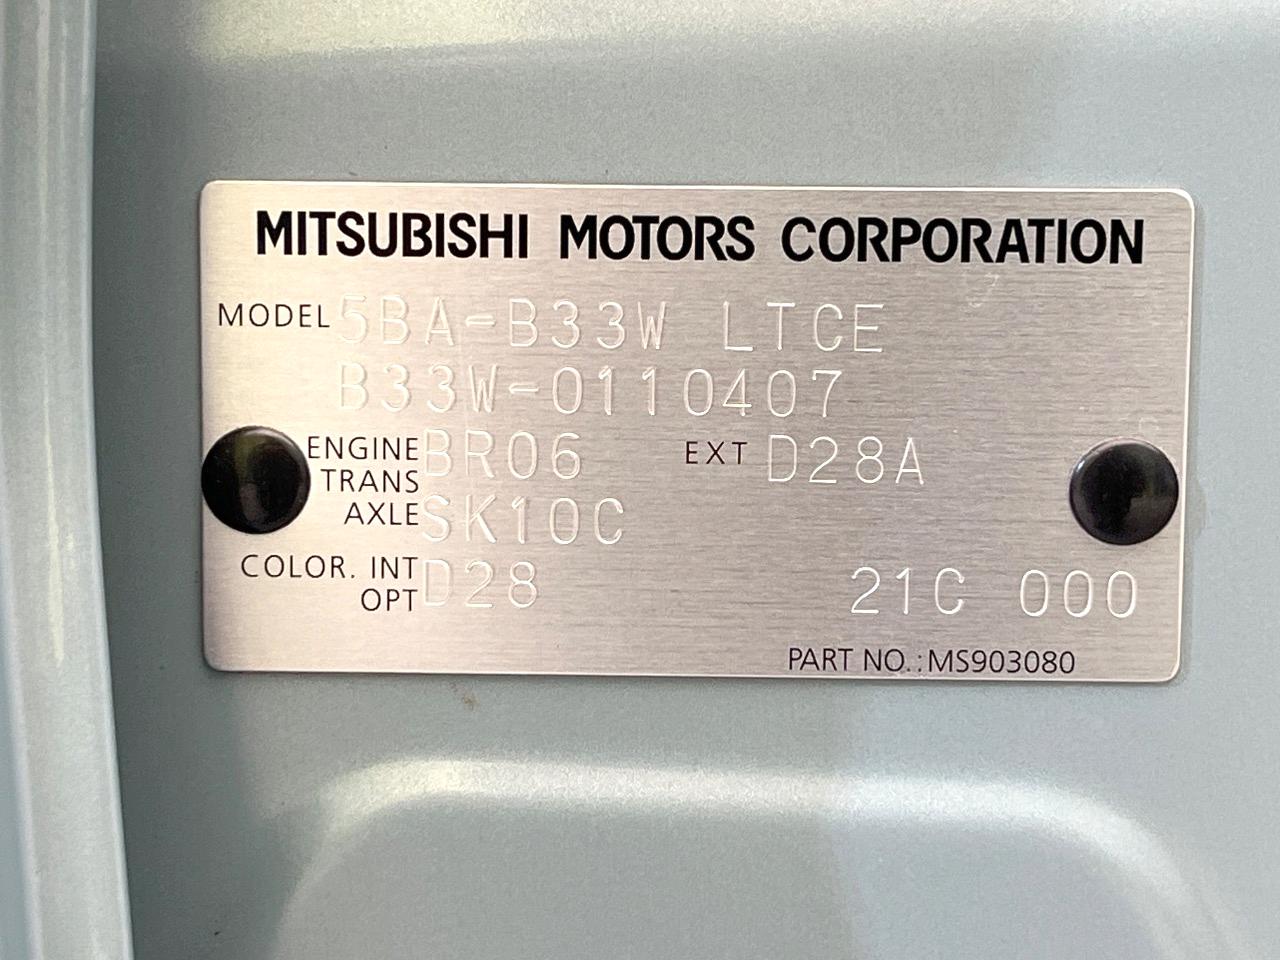 MITSUBISHI MOTORS CORPORATION
MODEL 5BA-B33W LTCE
B33W-0110407
ENGINE BR06 EXT D28A
TRANS
AXLE SK10C
COLOR. INT D28 21C 000
OPT
PART NO.:MS903080